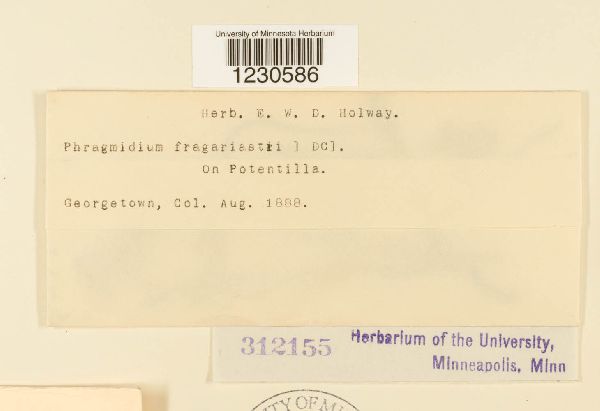 University of Minnesota Herbarium
1230586
Herb. E. W. D. Holway.
Phragmidium fragariastri ] DC].
On Potentilla.
Georgetown, Col. Aug. 1888.
312155
Herbarium of the University,
Minneapolis, Minn